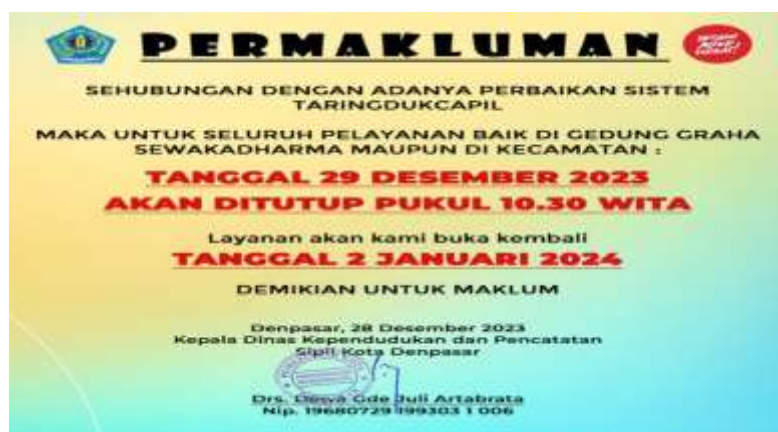 PERMAKLUMAN
SEHUBUNGAN DENGAN ADANYA PERBAIKAN SISTEM
TARINGDUKCAPIL
MAKA UNTUK SELURUH PELAYANAN BAIK DI GEDUNG GRAHA
SEWAKADHARMA MAUPUN DI KECAMATAN :
TANGGAL 29 DESEMBER 2023
AKAN DITUTUP PUKUL 10.30 WITA
Layanan akan kami buka kembali
TANGGAL 2 JANUARI 2024
DEMIKIAN UNTUK MAKLUM
Denpasar, 28 Desember 2023
Kepala Dinas Kependudukan dan Pencatatan
Sipil Kota Denpasar
Drs. Dewa Gde Juli Artabrata
Nip. 19680729 199303 1 006